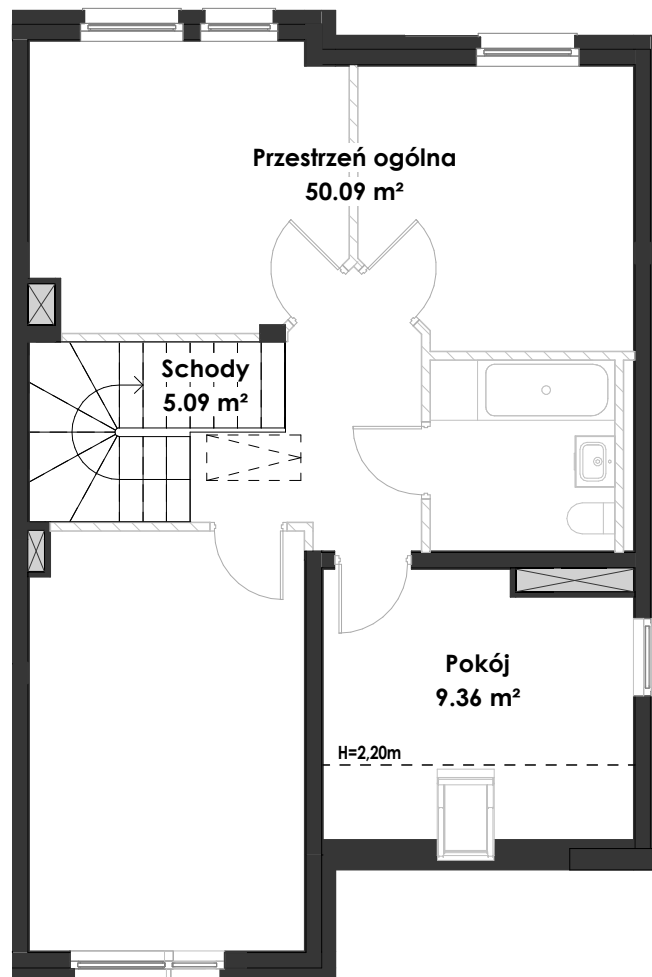 Przestrzeń ogólna
50.09 m²
Schody
5.09 m²
Pokój
9.36 m²
H=2,20m